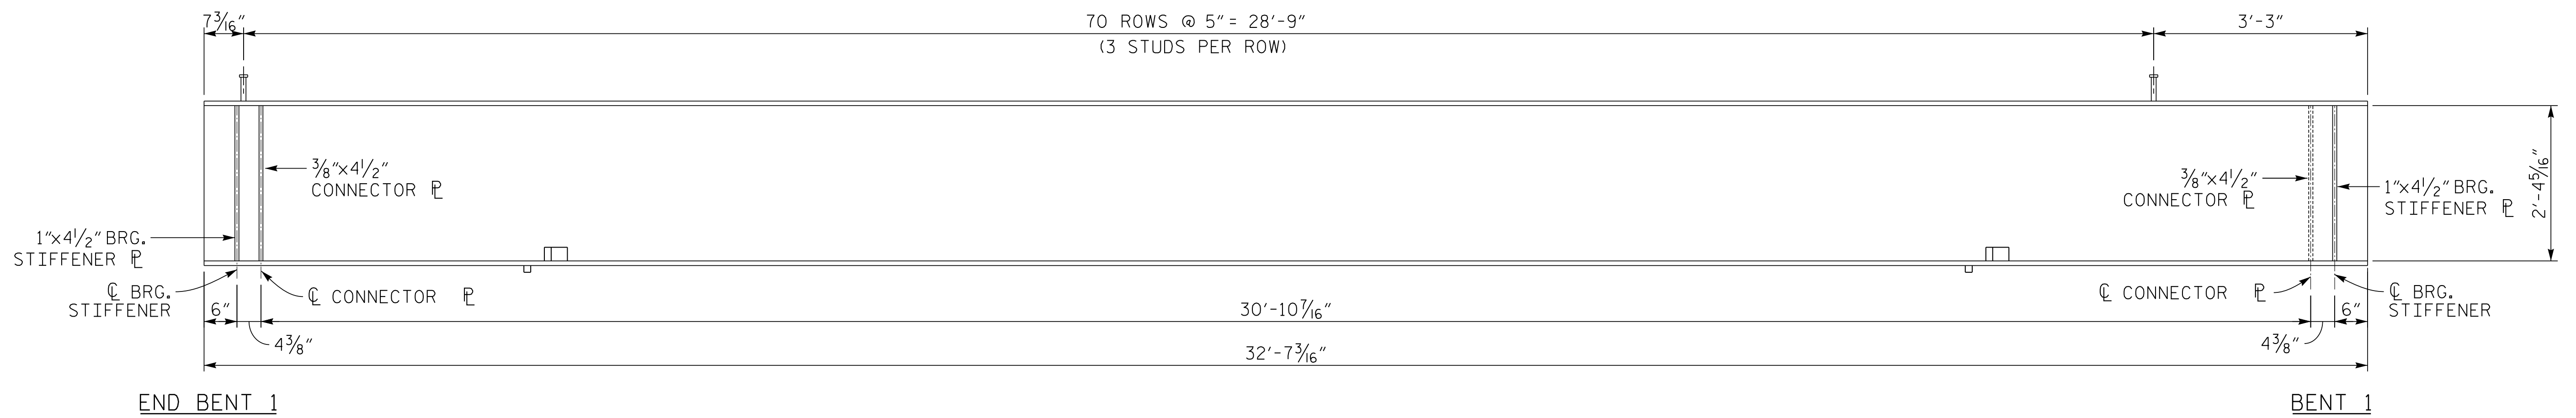 7 3/16" 70 ROWS @ 5" = 28'-9" 3'-3"
(3 STUDS PER ROW)
3/8"x4 1/2"
CONNECTOR ⅊
3/8"x4 1/2"
CONNECTOR ⅊
1"x4 1/2" BRG.
STIFFENER ⅊
2'-4 5/16"
1"x4 1/2" BRG.
STIFFENER ⅊
℄ BRG.
STIFFENER
℄ CONNECTOR ⅊
℄ CONNECTOR ⅊
℄ BRG.
STIFFENER
6" 30'-10 7/16" 6"
4 3/8" 4 3/8"
32'-7 3/16"
END BENT 1 BENT 1